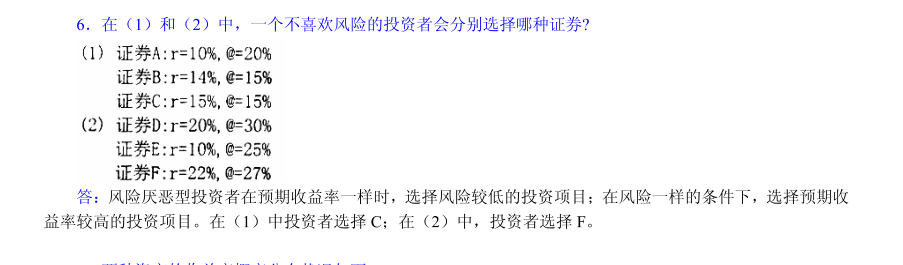 6．在（1）和（2）中，一个不喜欢风险的投资者会分别选择哪种证券?
(1) 证券A:r=10%,@=20%
证券B:r=14%,@=15%
证券C:r=15%,@=15%
(2) 证券D:r=20%,@=30%
证券E:r=10%,@=25%
证券F:r=22%,@=27%
答：风险厌恶型投资者在预期收益率一样时，选择风险较低的投资项目；在风险一样的条件下，选择预期收
益率较高的投资项目。在（1）中投资者选择 C；在（2）中，投资者选择 F。